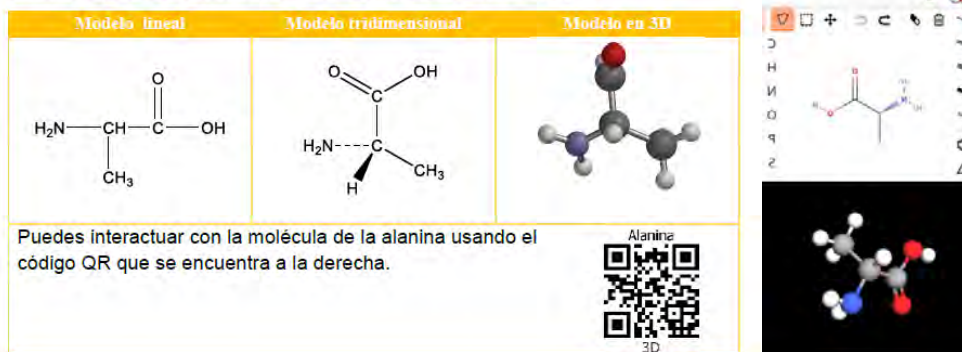 Modelo lineal
Modelo tridimensional
Modelo en 3D
O
H₂N
CH
C
OH
CH₃
O
OH
C
H₂N
C
CH₃
H
Puedes interactuar con la molécula de la alanina usando el
código QR que se encuentra a la derecha.
Alanina
3D
C
H
N
O
P
S